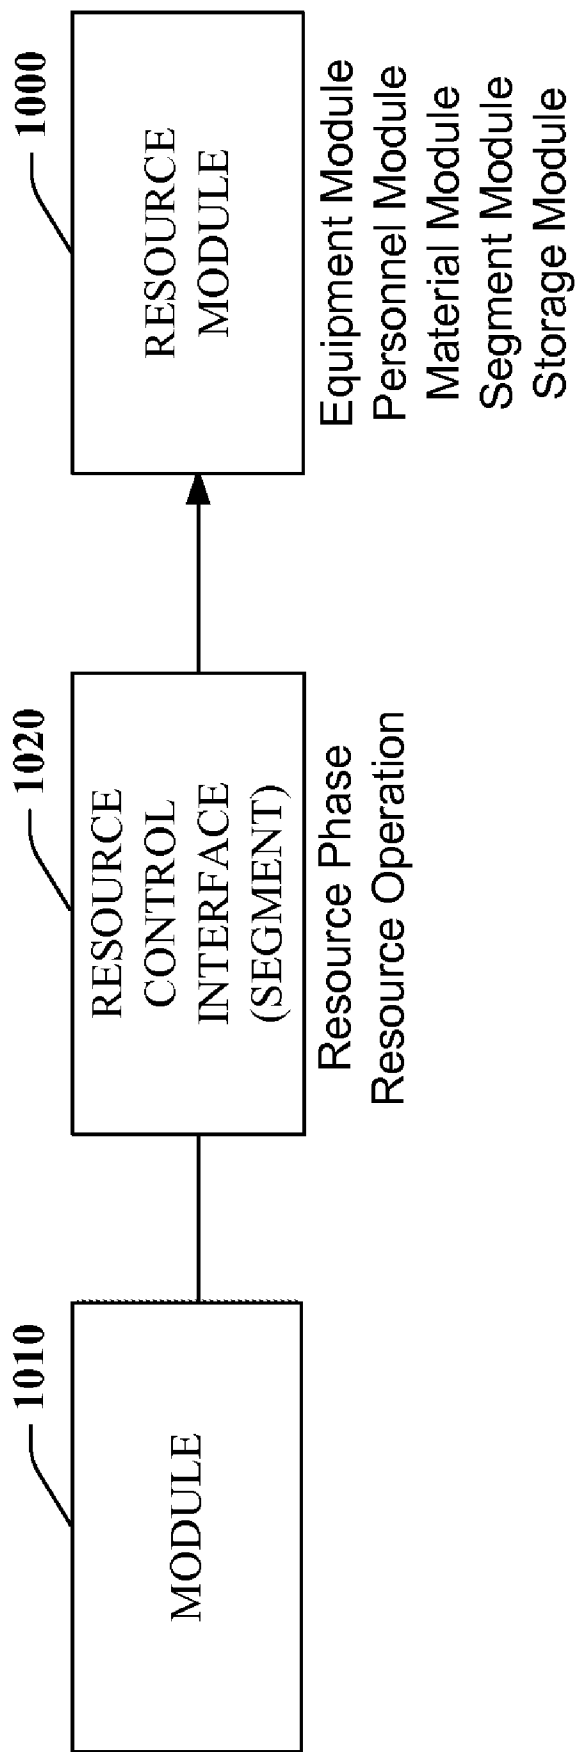 1010
MODULE
1020
RESOURCE
CONTROL
INTERFACE
(SEGMENT)
Resource Phase
Resource Operation
1000
RESOURCE
MODULE
Equipment Module
Personnel Module
Material Module
Segment Module
Storage Module